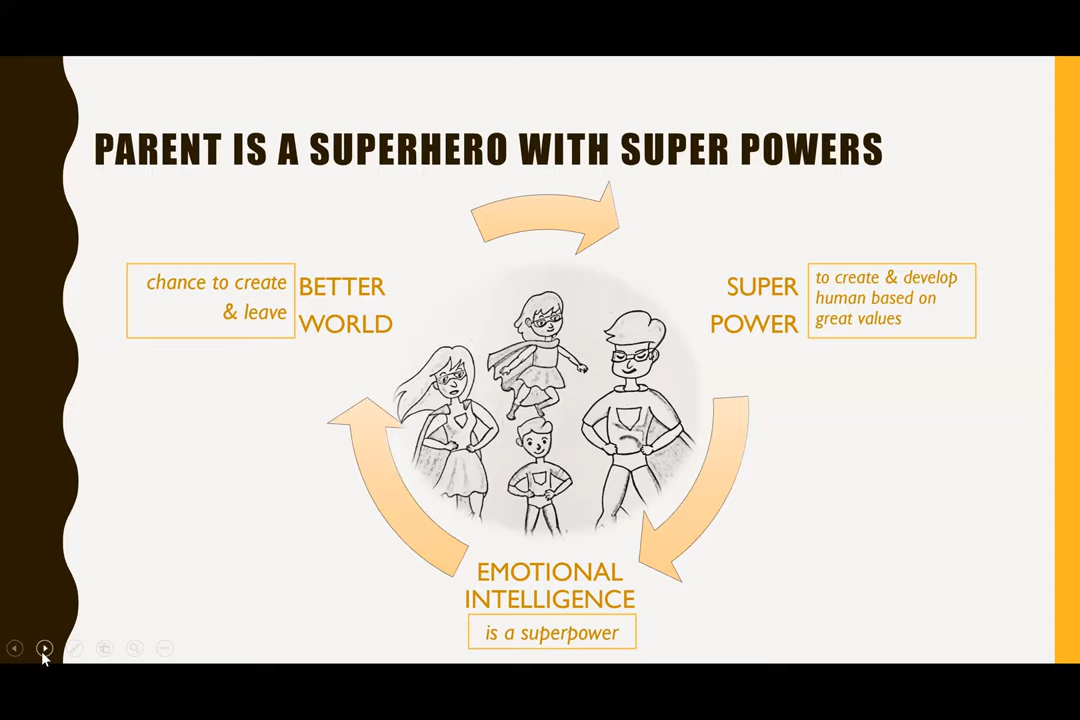 PARENT IS A SUPERHERO WITH SUPER POWERS
chance to create
& leave
BETTER
WORLD
SUPER
POWER
to create & develop
human based on
great values
EMOTIONAL
INTELLIGENCE
is a superpower